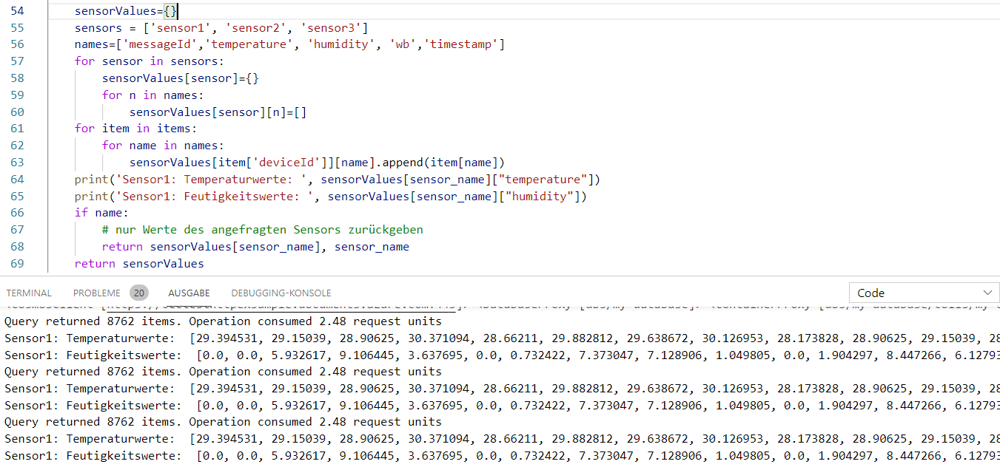 54 sensorValues={}
55 sensors = ['sensor1', 'sensor2', 'sensor3']
56 names=['messageId','temperature', 'humidity', 'wb','timestamp']
57 for sensor in sensors:
58 sensorValues[sensor]={}
59 for n in names:
60 sensorValues[sensor][n]=[]
61 for item in items:
62 for name in names:
63 sensorValues[item['deviceId']][name].append(item[name])
64 print('Sensor1: Temperaturwerte: ', sensorValues[sensor_name]["temperature"])
65 print('Sensor1: Feutigkeitswerte: ', sensorValues[sensor_name]["humidity"])
66 if name:
67 # nur Werte des angefragten Sensors zurückgeben
68 return sensorValues[sensor_name], sensor_name
69 return sensorValues
TERMINAL PROBLEME 20 AUSGABE DEBUGGING-KONSOLE Code
Query returned 8762 items. Operation consumed 2.48 request units
Sensor1: Temperaturwerte:  [29.394531, 29.15039, 28.90625, 30.371094, 28.66211, 29.882812, 29.638672, 30.126953, 28.173828, 28.90625, 29.15039, 28
Sensor1: Feutigkeitswerte:  [0.0, 0.0, 5.932617, 9.106445, 3.637695, 0.0, 0.732422, 7.373047, 7.128906, 1.049805, 0.0, 1.904297, 8.447266, 6.12793
Query returned 8762 items. Operation consumed 2.48 request units
Sensor1: Temperaturwerte:  [29.394531, 29.15039, 28.90625, 30.371094, 28.66211, 29.882812, 29.638672, 30.126953, 28.173828, 28.90625, 29.15039, 28
Sensor1: Feutigkeitswerte:  [0.0, 0.0, 5.932617, 9.106445, 3.637695, 0.0, 0.732422, 7.373047, 7.128906, 1.049805, 0.0, 1.904297, 8.447266, 6.12793
Query returned 8762 items. Operation consumed 2.48 request units
Sensor1: Temperaturwerte:  [29.394531, 29.15039, 28.90625, 30.371094, 28.66211, 29.882812, 29.638672, 30.126953, 28.173828, 28.90625, 29.15039, 28
Sensor1: Feutigkeitswerte:  [0.0, 0.0, 5.932617, 9.106445, 3.637695, 0.0, 0.732422, 7.373047, 7.128906, 1.049805, 0.0, 1.904297, 8.447266, 6.12793